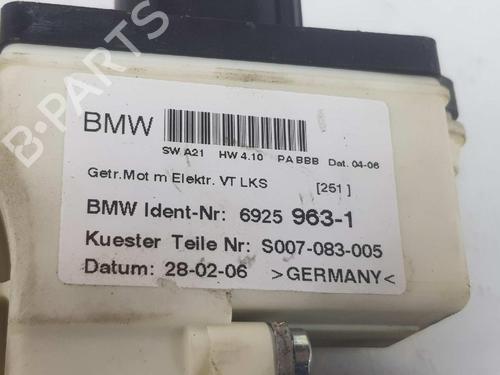 BMW
SW A21 HW 4.10 PA BBB Dat. 04-06
Getr.Mot m Elektr. VT LKS [251]
BMW Ident-Nr: 6925 963-1
Kuester Teile Nr: S007-083-005
Datum: 28-02-06 >GERMANY<
B-PARTS